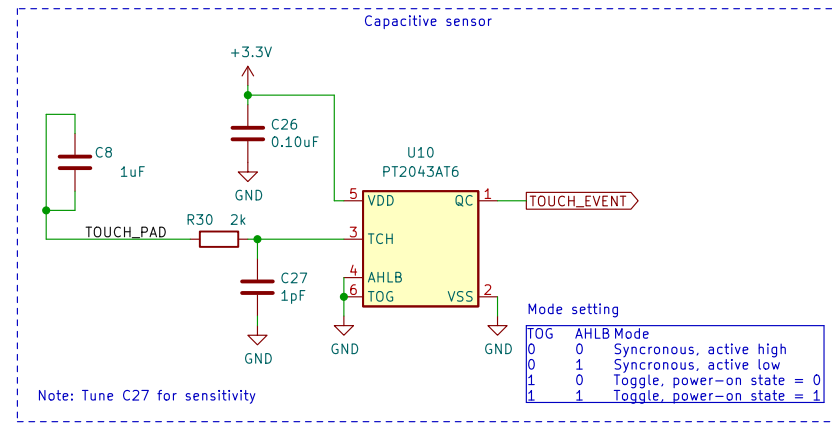 Capacitive sensor
+3.3V
C26
0.10uF
GND
C8
1uF
U10
PT2043AT6
5 VDD QC 1 TOUCH_EVENT
R30 2k
TOUCH_PAD
3 TCH
4 AHLB
6 TOG VSS 2
C27
1pF
GND
GND
GND
Mode setting
TOG AHLB Mode
0 0 Syncronous, active high
0 1 Syncronous, active low
1 0 Toggle, power-on state = 0
1 1 Toggle, power-on state = 1
Note: Tune C27 for sensitivity